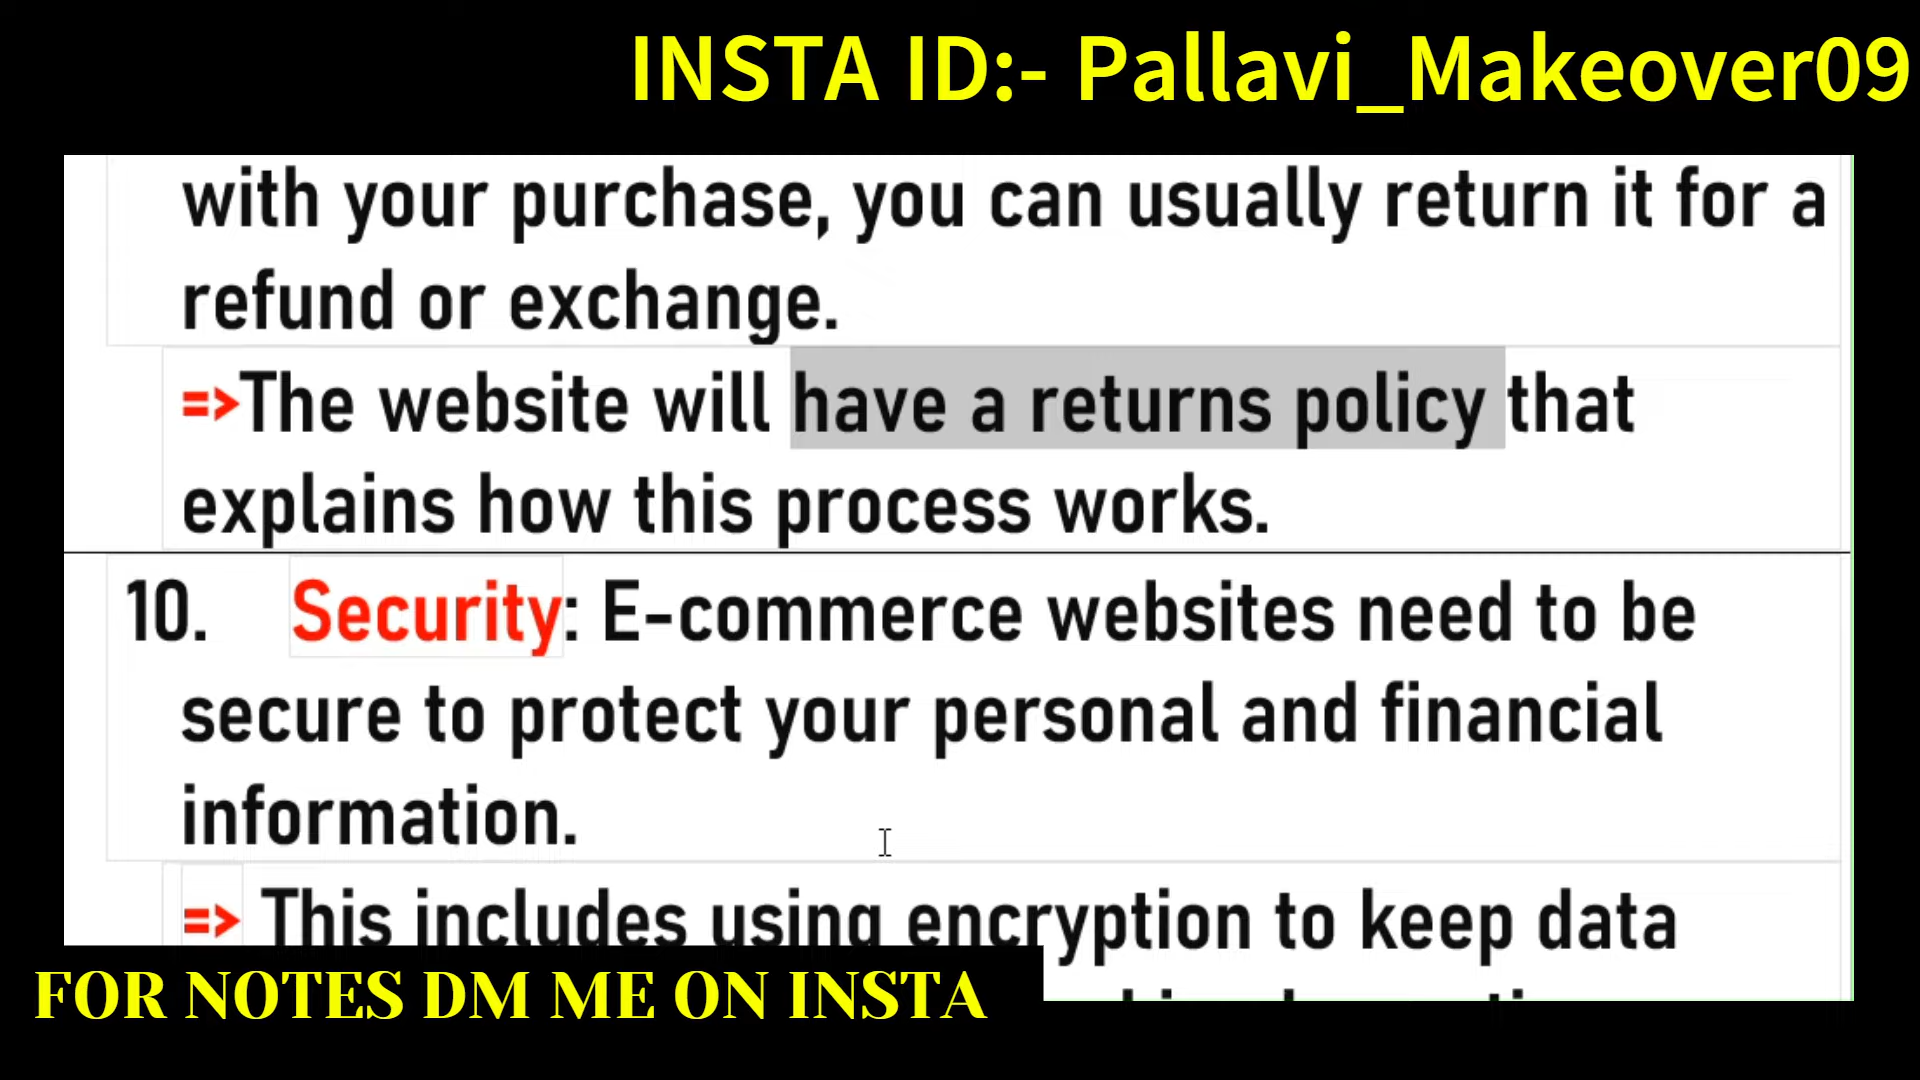 INSTA ID:- Pallavi_Makeover09
with your purchase, you can usually return it for a
refund or exchange.
=>The website will have a returns policy that
explains how this process works.
10. Security: E-commerce websites need to be
secure to protect your personal and financial
information.
=> This includes using encryption to keep data
FOR NOTES DM ME ON INSTA